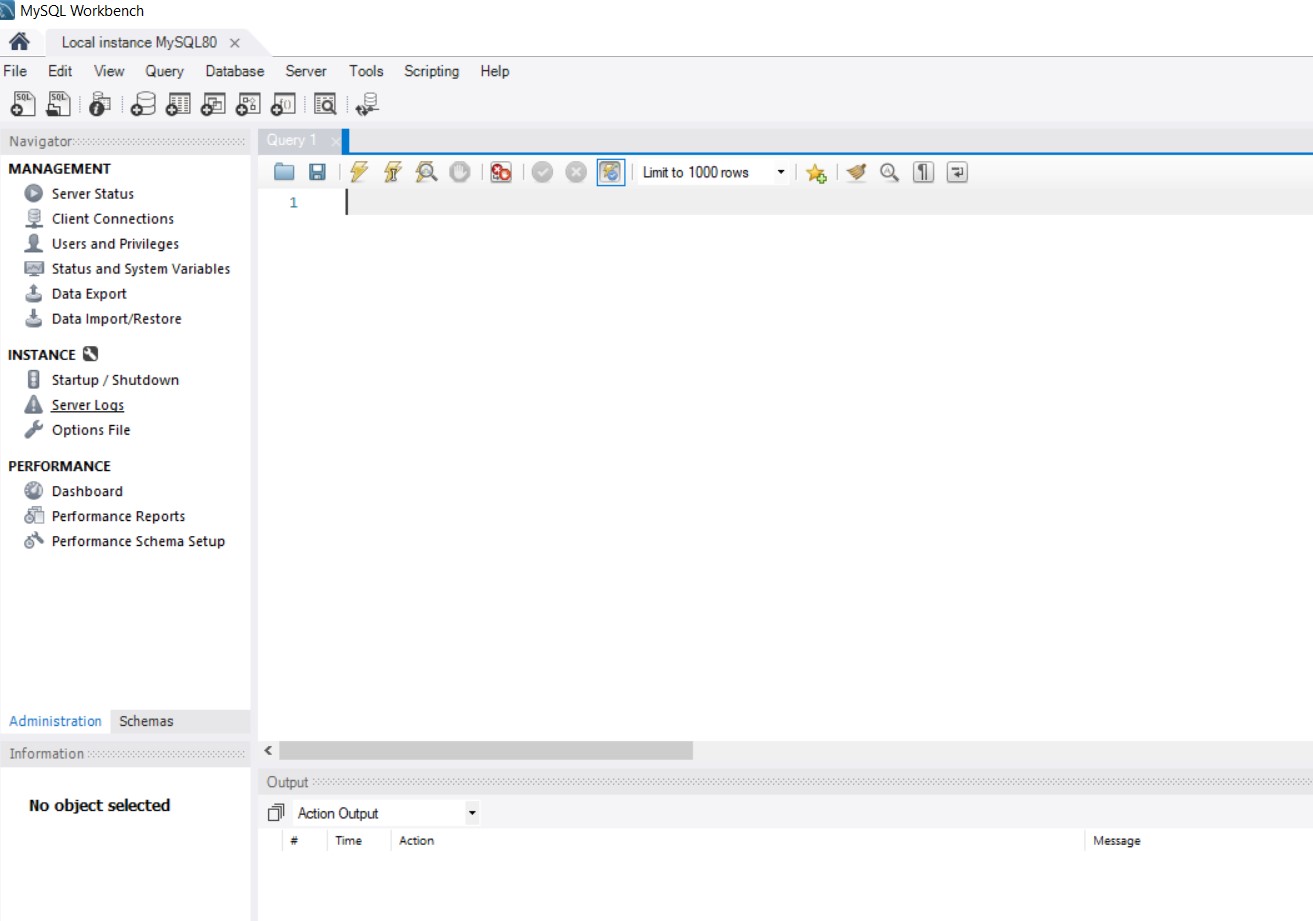 MySQL Workbench
Local instance MySQL80
File Edit View Query Database Server Tools Scripting Help
SQL SQL
Navigator
MANAGEMENT
Server Status
Client Connections
Users and Privileges
Status and System Variables
Data Export
Data Import/Restore
INSTANCE
Startup / Shutdown
Server Logs
Options File
PERFORMANCE
Dashboard
Performance Reports
Performance Schema Setup
Administration Schemas
Information
No object selected
Query 1
Limit to 1000 rows
1
Output
Action Output
# Time Action Message